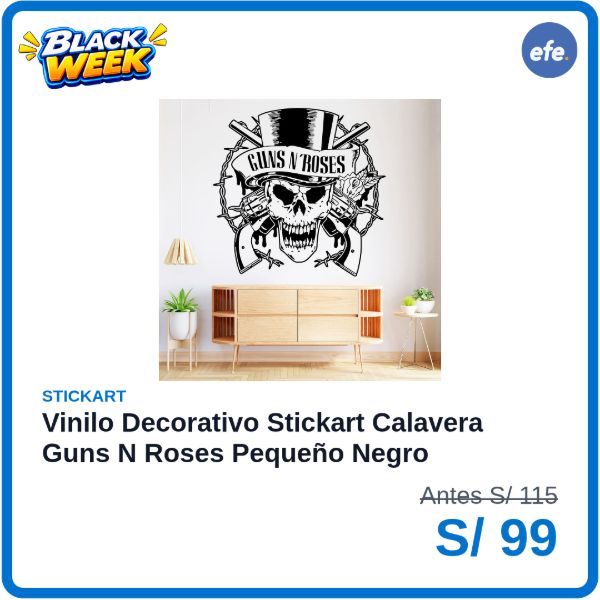 BLACK
WEEK
efe.
GUNS N' ROSES
STICKART
Vinilo Decorativo Stickart Calavera
Guns N Roses Pequeño Negro
Antes S/ 115
S/ 99